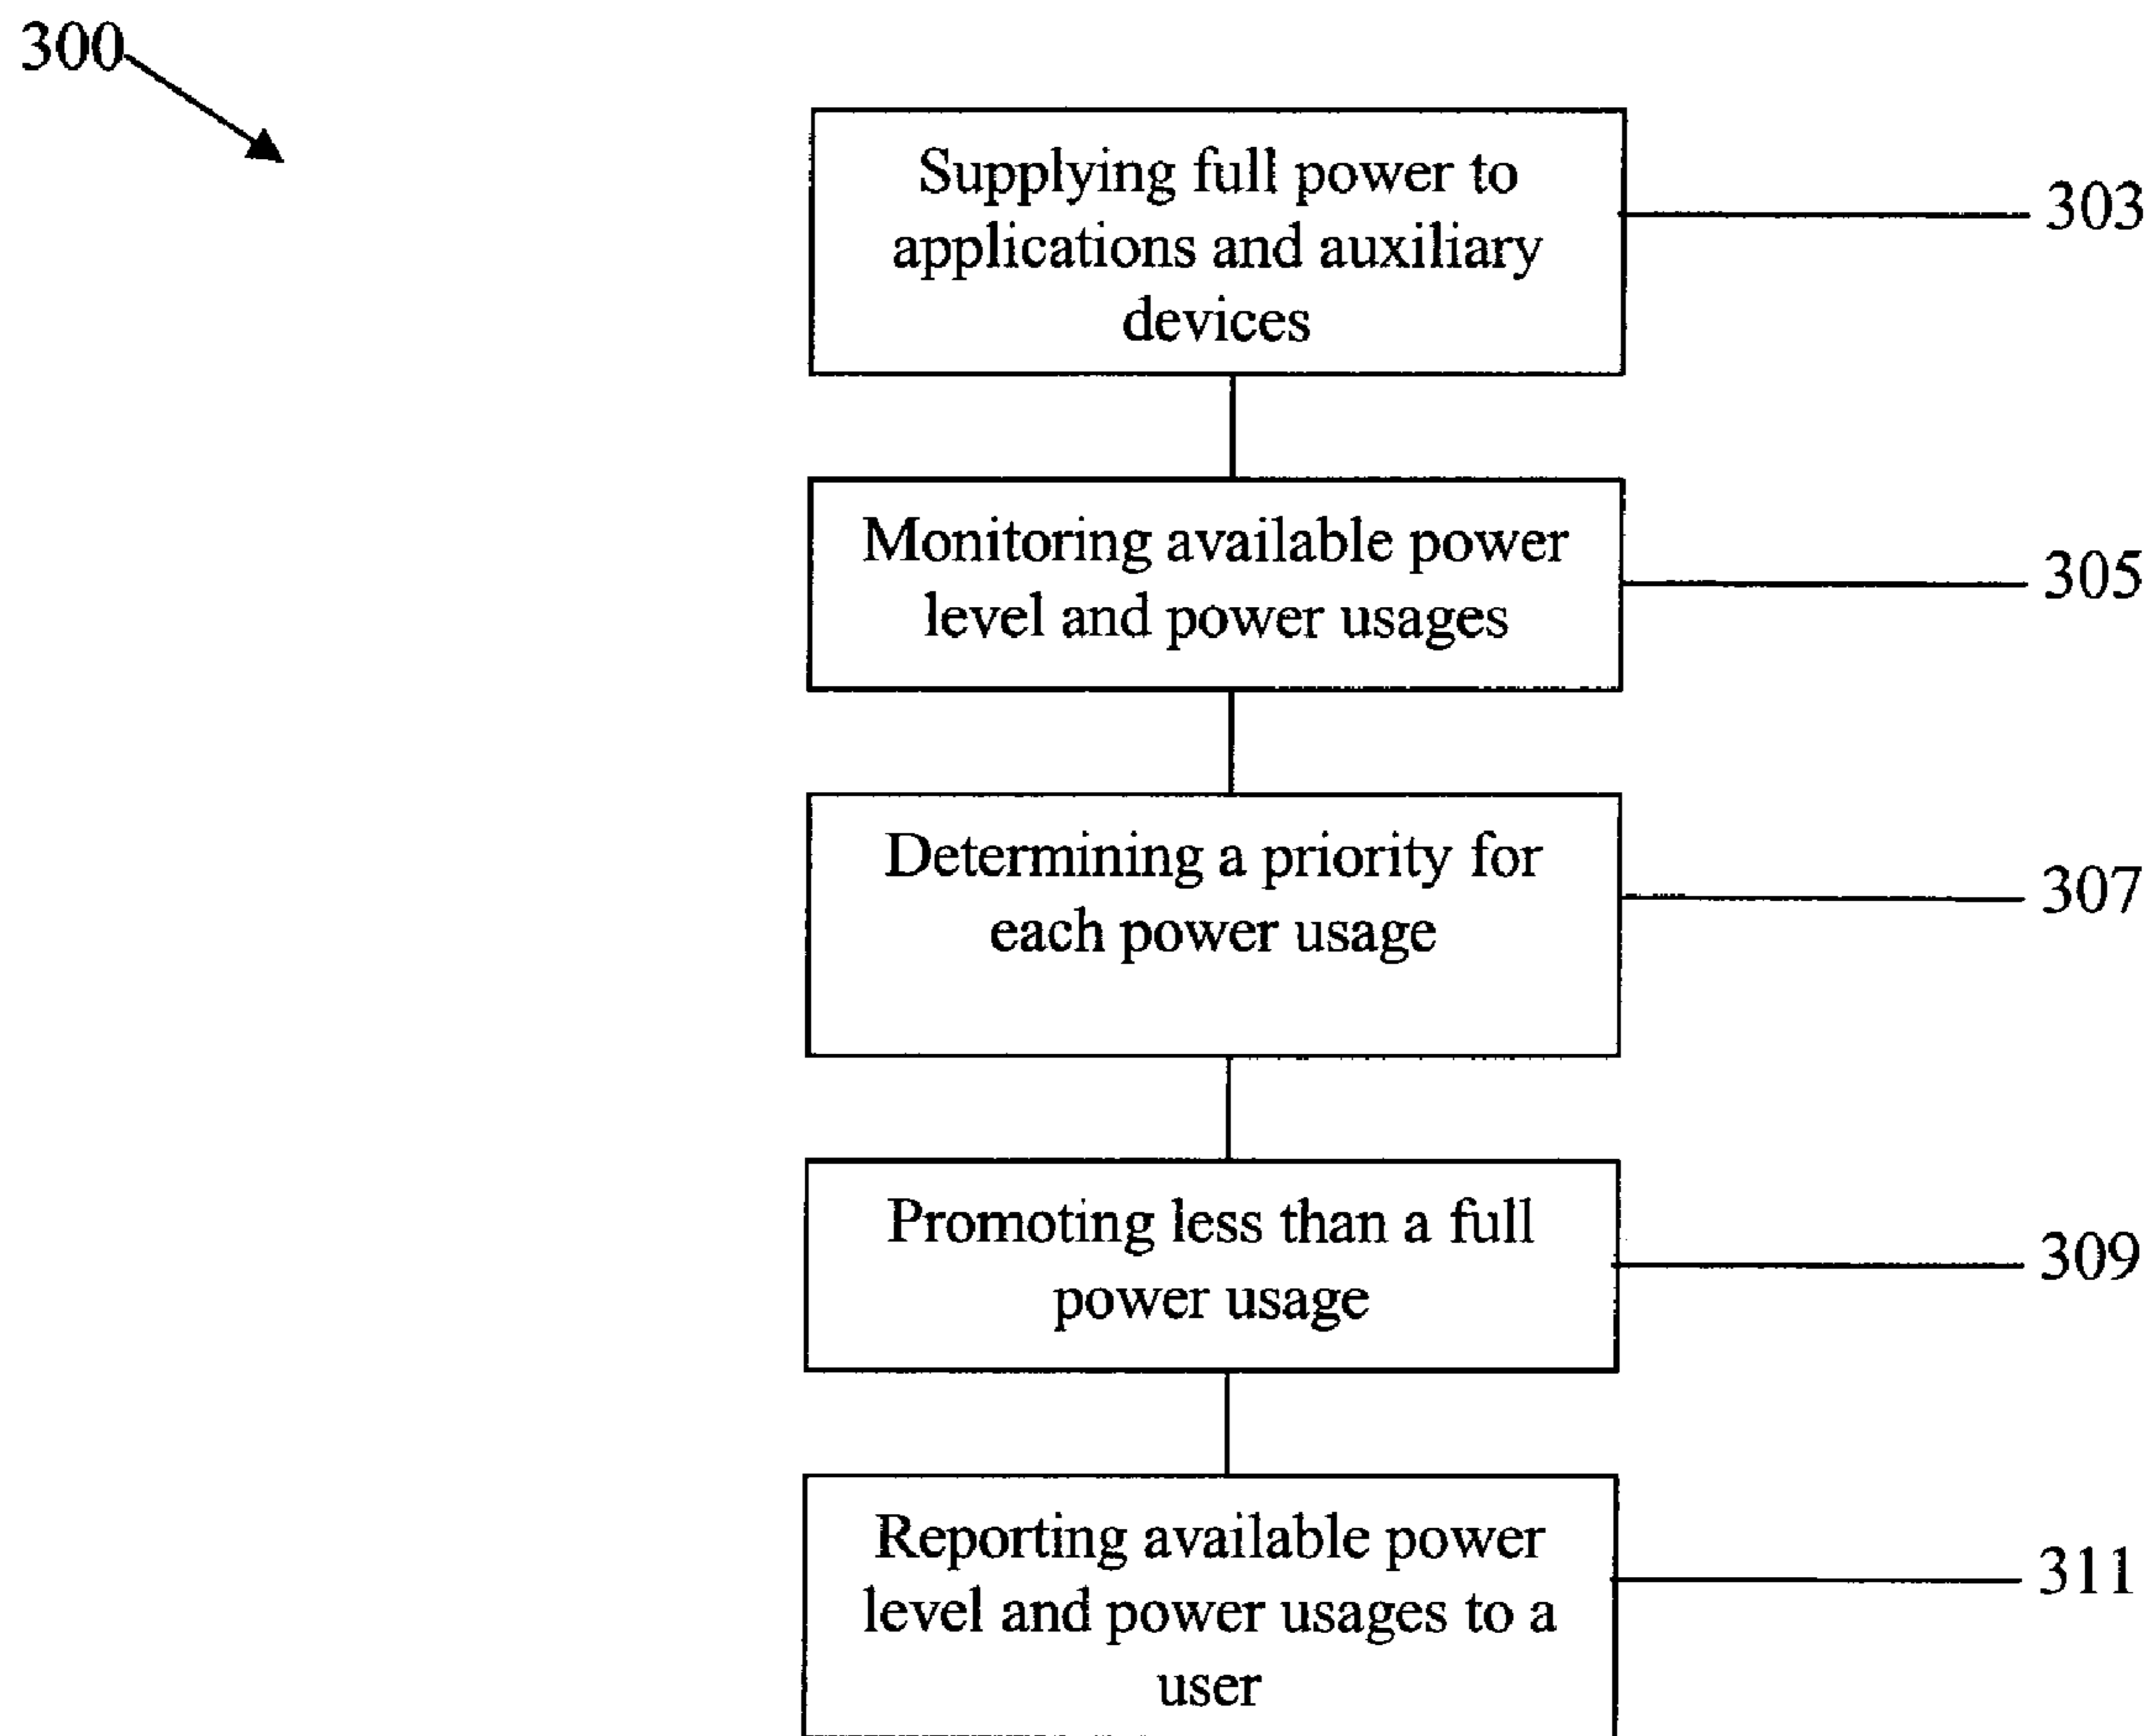 300
Supplying full power to
applications and auxiliary
devices
303
Monitoring available power
level and power usages
305
Determining a priority for
each power usage
307
Promoting less than a full
power usage
309
Reporting available power
level and power usages to a
user
311